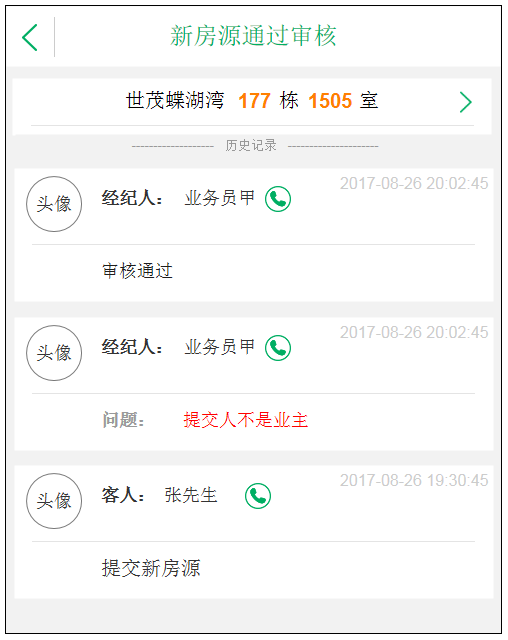 新房源通过审核
世茂蝶湖湾 177 栋 1505 室
历史记录
2017-08-26 20:02:45
头像 经纪人： 业务员甲
审核通过
2017-08-26 20:02:45
头像 经纪人： 业务员甲
问题： 提交人不是业主
2017-08-26 19:30:45
头像 客人： 张先生
提交新房源